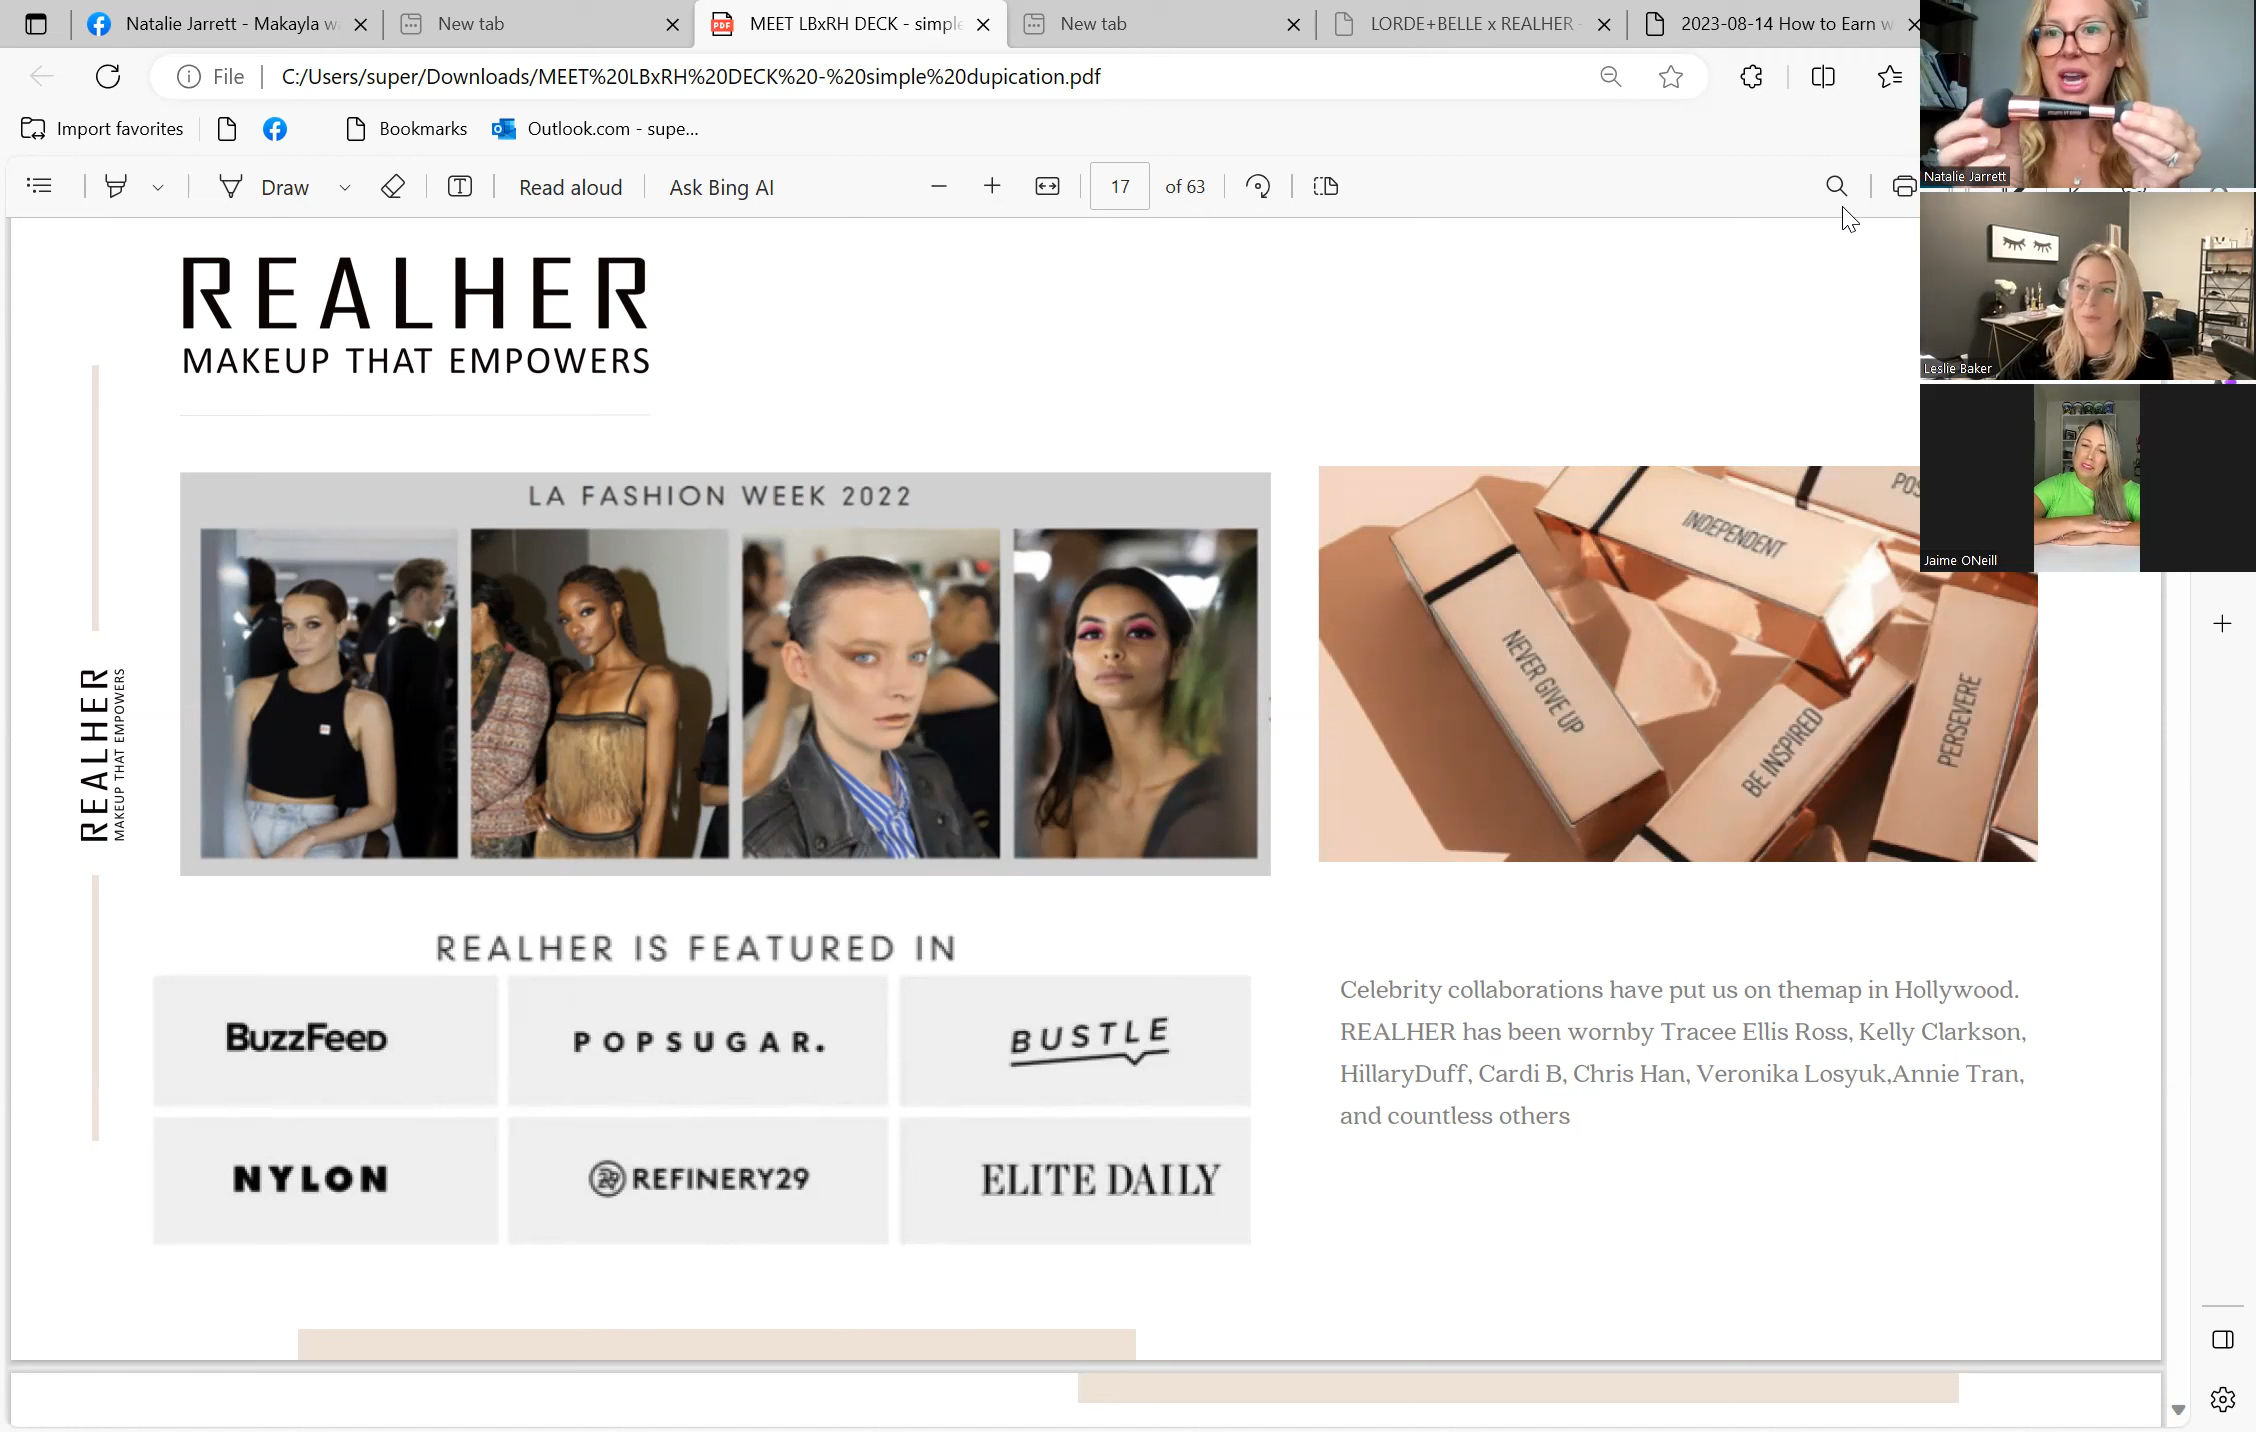 Natalie Jarrett - Makayla w
New tab
MEET LBxRH DECK - simple
New tab
LORDE+BELLE x REALHER -
2023-08-14 How to Earn w
File
C:/Users/super/Downloads/MEET%20LBxRH%20DECK%20-%20simple%20dupication.pdf
Import favorites
Bookmarks
Outlook.com - supe...
Draw
Read aloud
Ask Bing AI
17
of 63
Natalie Jarrett
Leslie Baker
Jaime ONeill
REALHER
MAKEUP THAT EMPOWERS
REALHER
MAKEUP THAT EMPOWERS
LA FASHION WEEK 2022
INDEPENDENT
NEVER GIVE UP
BE INSPIRED
PERSEVERE
REALHER IS FEATURED IN
BuzzFeed
POPSUGAR.
BUSTLE
NYLON
REFINERY29
ELITE DAILY
Celebrity collaborations have put us on themap in Hollywood.
REALHER has been wornby Tracee Ellis Ross, Kelly Clarkson,
HillaryDuff, Cardi B, Chris Han, Veronika Losyuk,Annie Tran,
and countless others